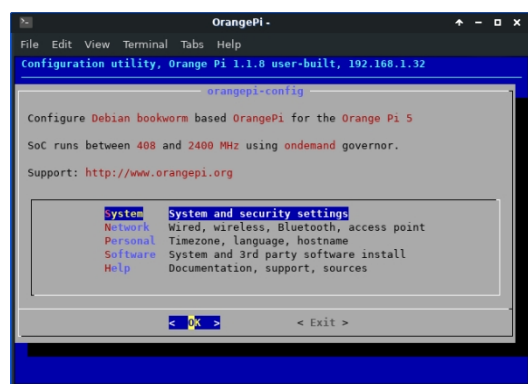 OrangePi -
File Edit View Terminal Tabs Help
Configuration utility, Orange Pi 1.1.8 user-built, 192.168.1.32
orangepi-config
Configure Debian bookworm based OrangePi for the Orange Pi 5
SoC runs between 408 and 2400 MHz using ondemand governor.
Support: http://www.orangepi.org
System System and security settings
Network Wired, wireless, Bluetooth, access point
Personal Timezone, language, hostname
Software System and 3rd party software install
Help Documentation, support, sources
< OK > < Exit >